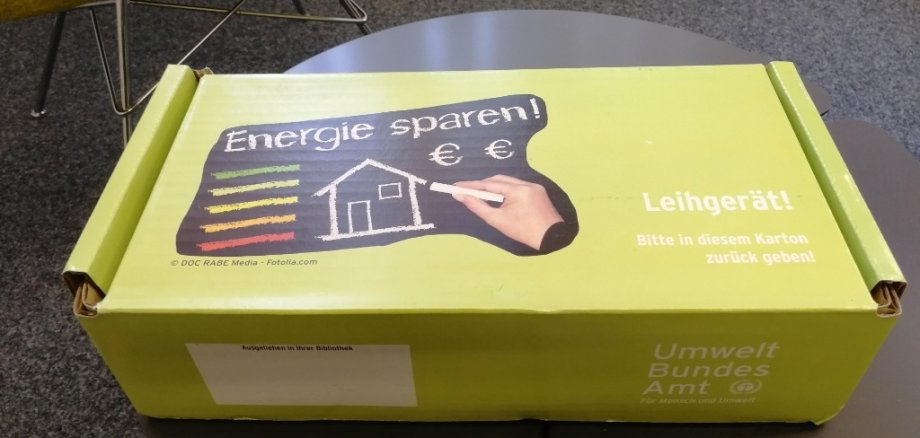 Energie sparen!
€ €
© DOC RABE Media - Fotolia.com
Leihgerät!
Bitte in diesem Karton
zurück geben!
Ausgeliehen in Ihrer Bibliothek
Umwelt
Bundes
Amt
Für Mensch und Umwelt